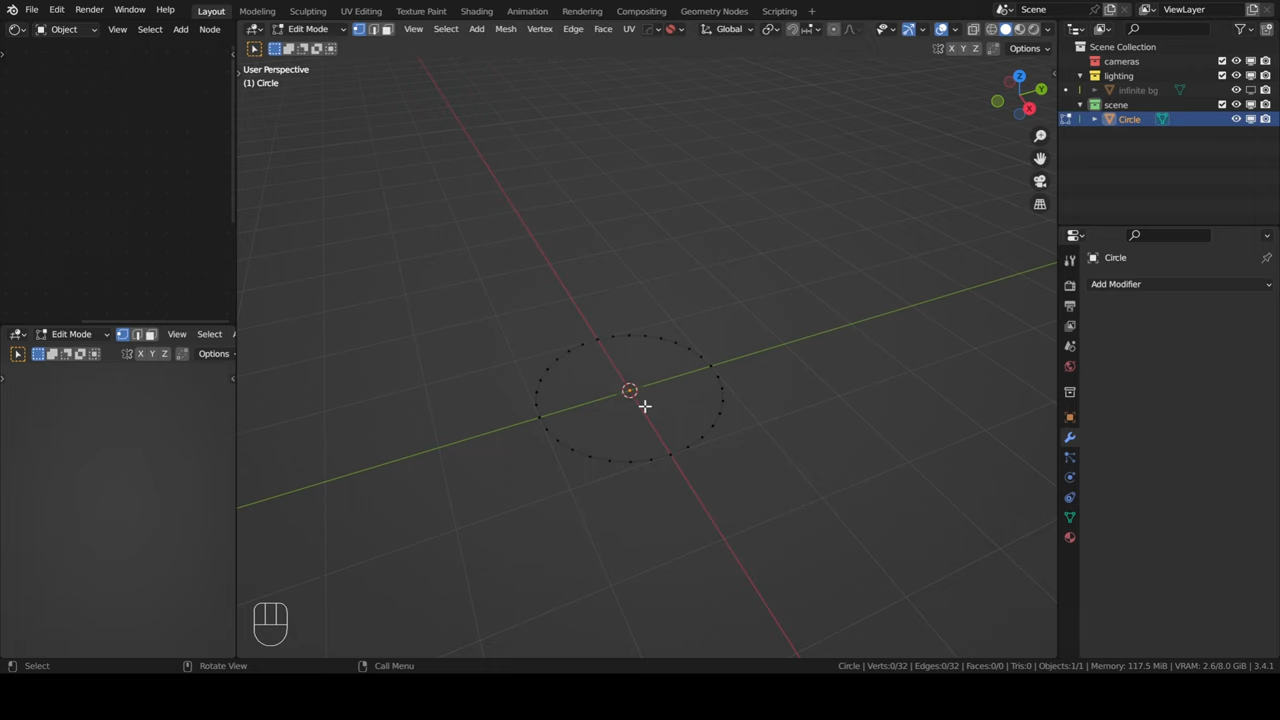 File Edit Render Window Help Layout Modeling Sculpting UV Editing Texture Paint Shading Animation Rendering Compositing Geometry Nodes Scripting + Scene ViewLayer
Object View Select Add Node
Edit Mode View Select Add Mesh Vertex Edge Face UV Global
X Y Z Options
User Perspective
(1) Circle
Z
Y
X
Scene Collection
cameras
lighting
infinite bg
scene
Circle
Circle
Add Modifier
Edit Mode View Select
X Y Z Options
Select Rotate View Call Menu Circle | Verts:0/32 | Edges:0/32 | Faces:0/0 | Tris:0 | Objects:1/1 | Memory: 117.5 MiB | VRAM: 2.6/8.0 GiB | 3.4.1